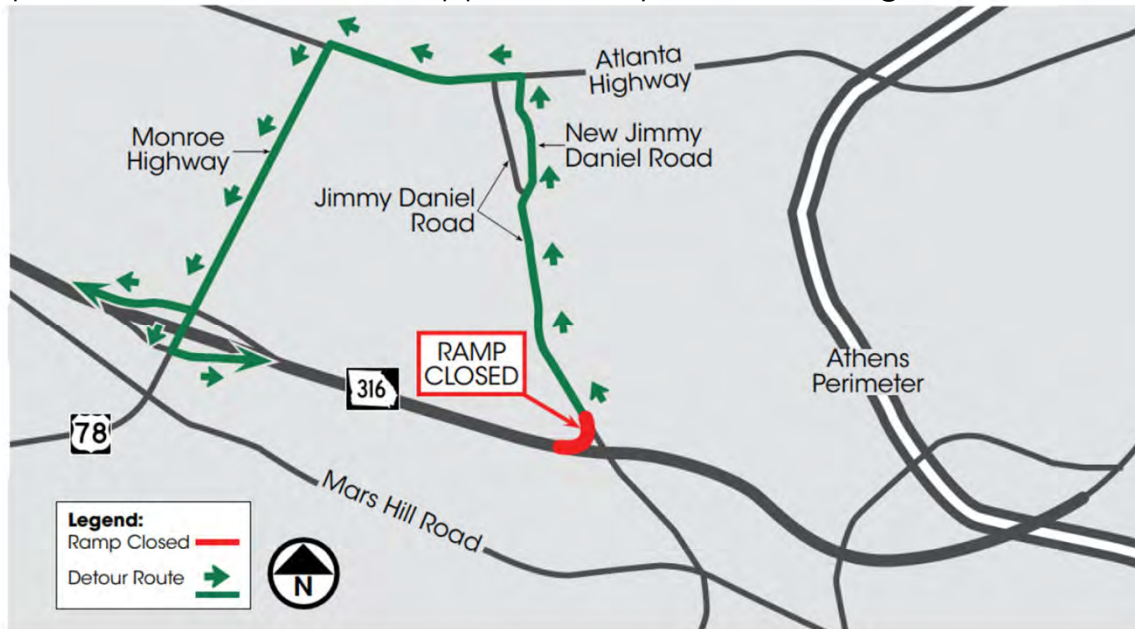 Atlanta
Highway
Monroe
Highway
New Jimmy
Daniel Road
Jimmy Daniel
Road
RAMP
CLOSED
Athens
Perimeter
316
78
Mars Hill Road
Legend:
Ramp Closed
Detour Route
N